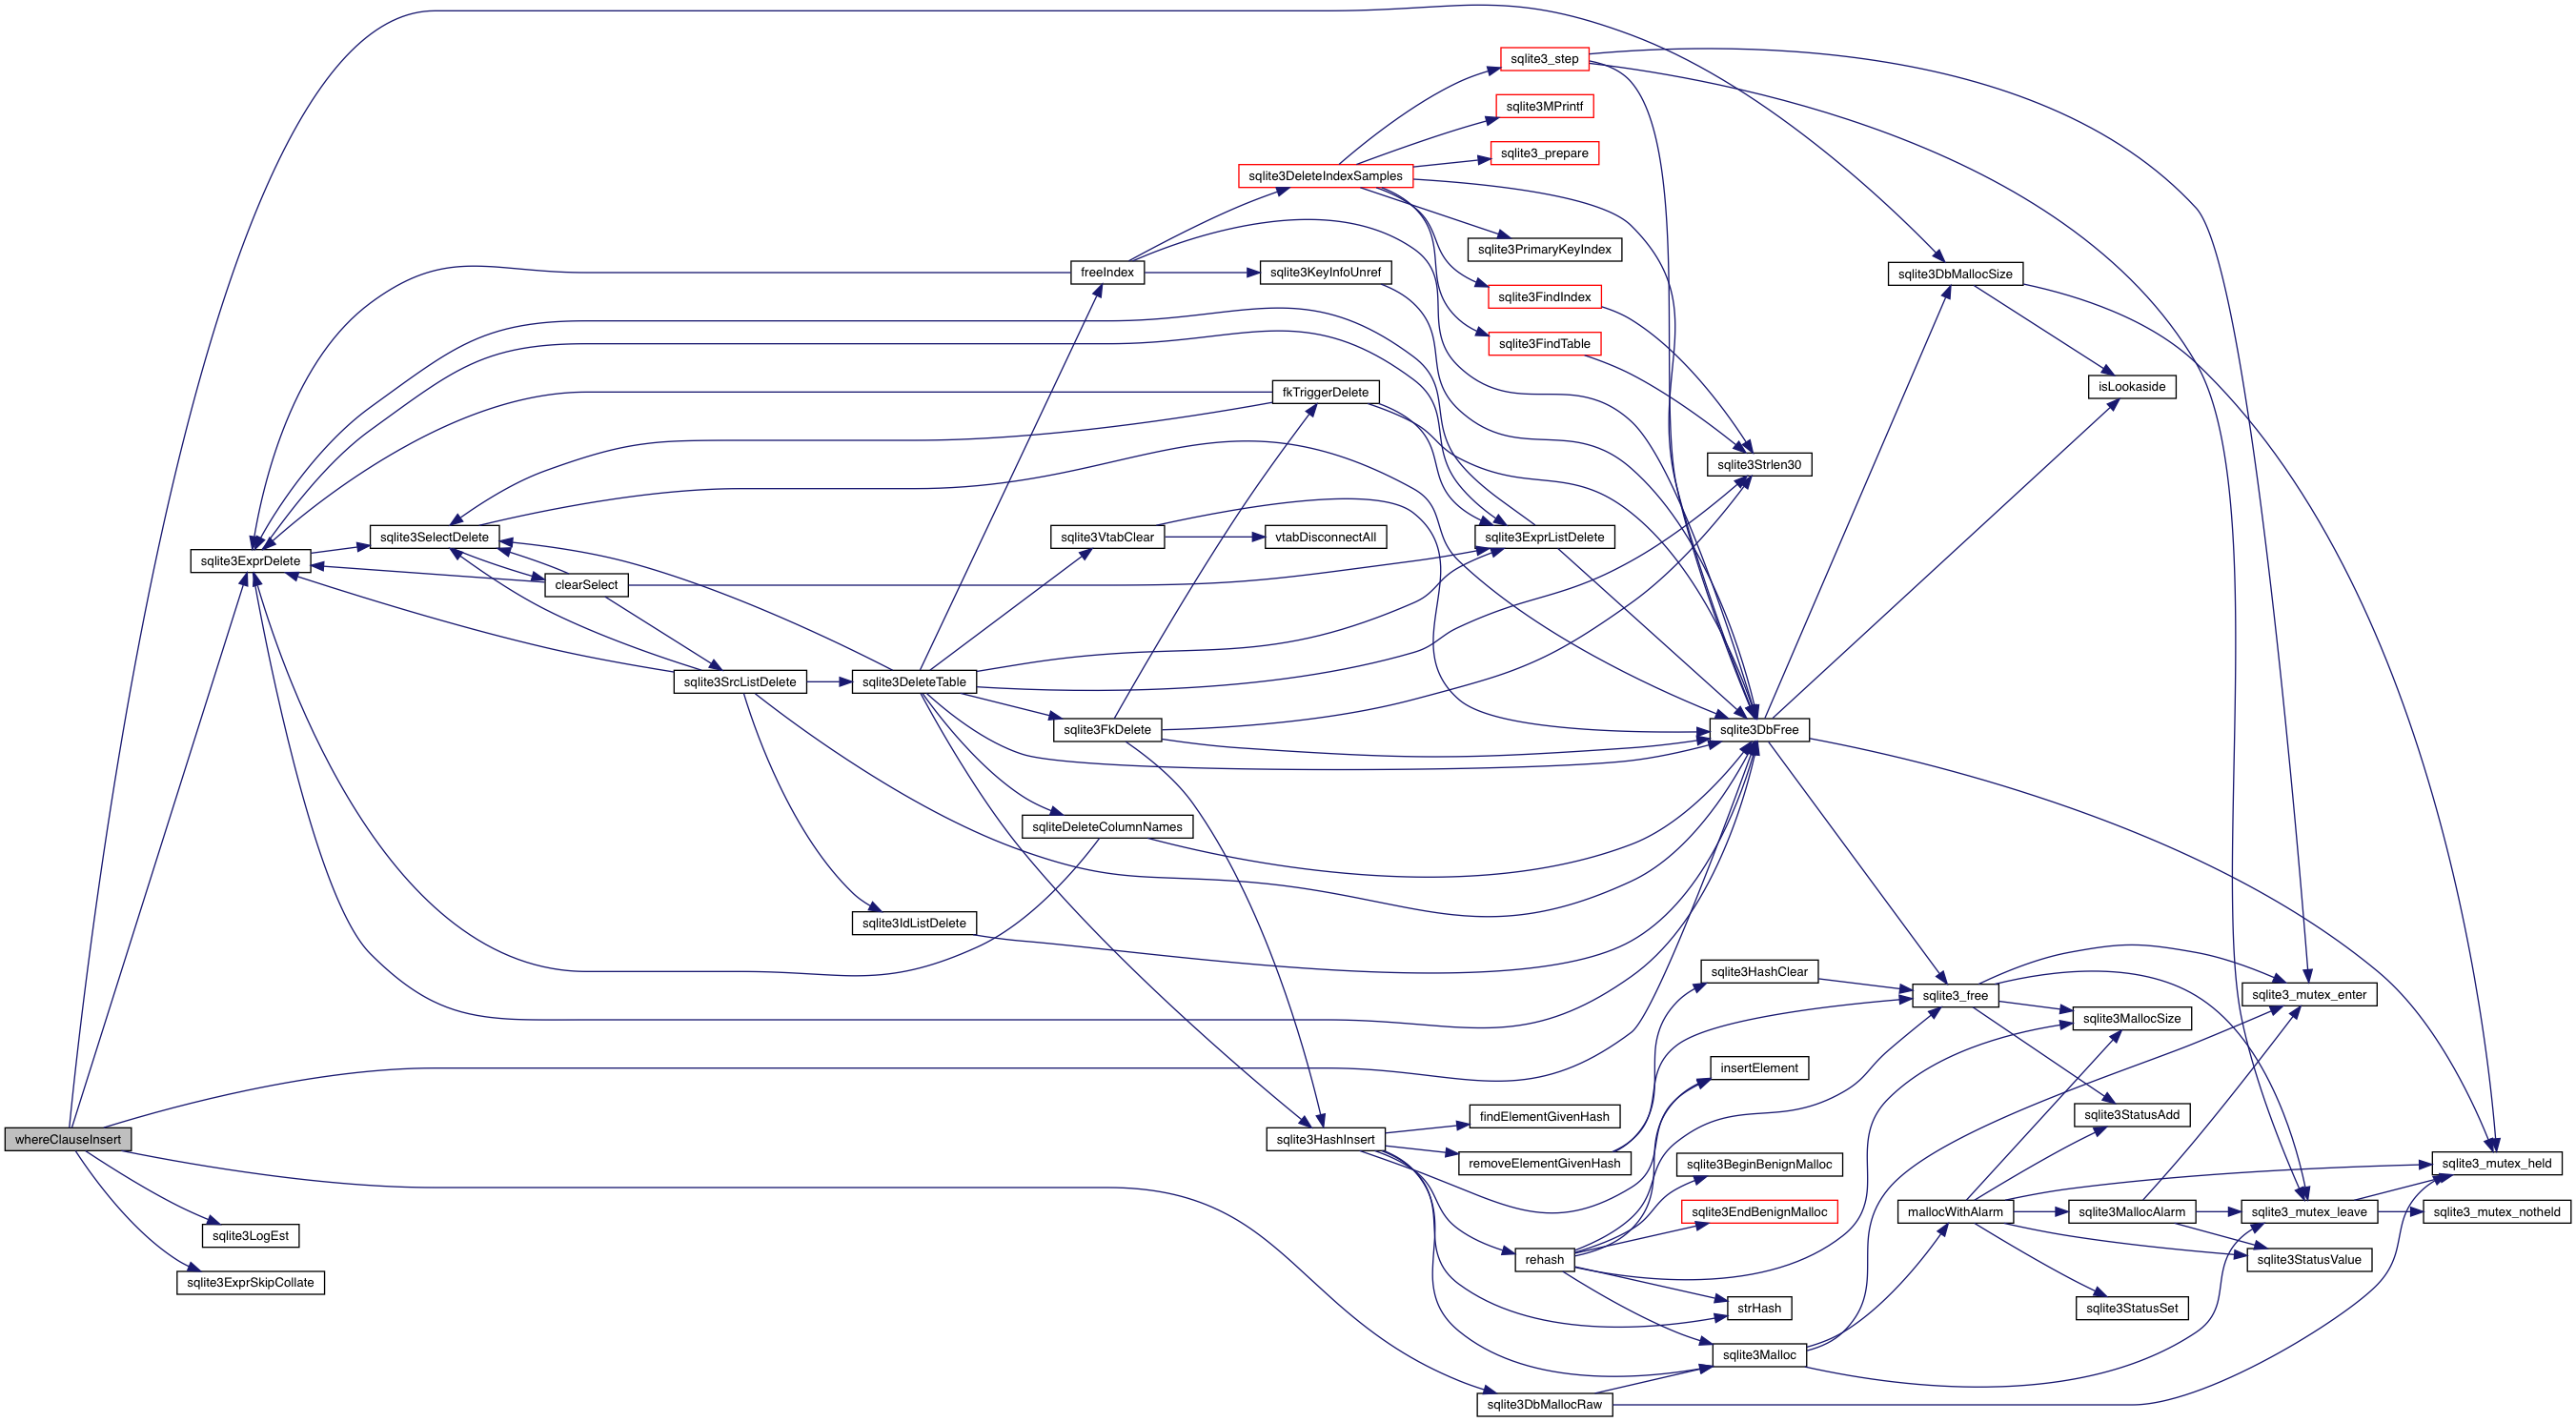 sqlite3_step
sqlite3MPrintf
sqlite3_prepare
sqlite3DeleteIndexSamples
sqlite3PrimaryKeyIndex
freeIndex
sqlite3KeyInfoUnref
sqlite3DbMallocSize
sqlite3FindIndex
sqlite3FindTable
isLookaside
fkTriggerDelete
sqlite3Strlen30
sqlite3SelectDelete
sqlite3VtabClear
vtabDisconnectAll
sqlite3ExprListDelete
sqlite3ExprDelete
clearSelect
sqlite3SrcListDelete
sqlite3DeleteTable
sqlite3FkDelete
sqlite3DbFree
sqliteDeleteColumnNames
sqlite3IdListDelete
sqlite3HashClear
sqlite3_free
sqlite3_mutex_enter
sqlite3MallocSize
insertElement
findElementGivenHash
sqlite3StatusAdd
whereClauseInsert
sqlite3HashInsert
removeElementGivenHash
sqlite3BeginBenignMalloc
sqlite3_mutex_held
sqlite3EndBenignMalloc
mallocWithAlarm
sqlite3MallocAlarm
sqlite3_mutex_leave
sqlite3_mutex_notheld
sqlite3LogEst
rehash
sqlite3StatusValue
sqlite3ExprSkipCollate
strHash
sqlite3StatusSet
sqlite3Malloc
sqlite3DbMallocRaw